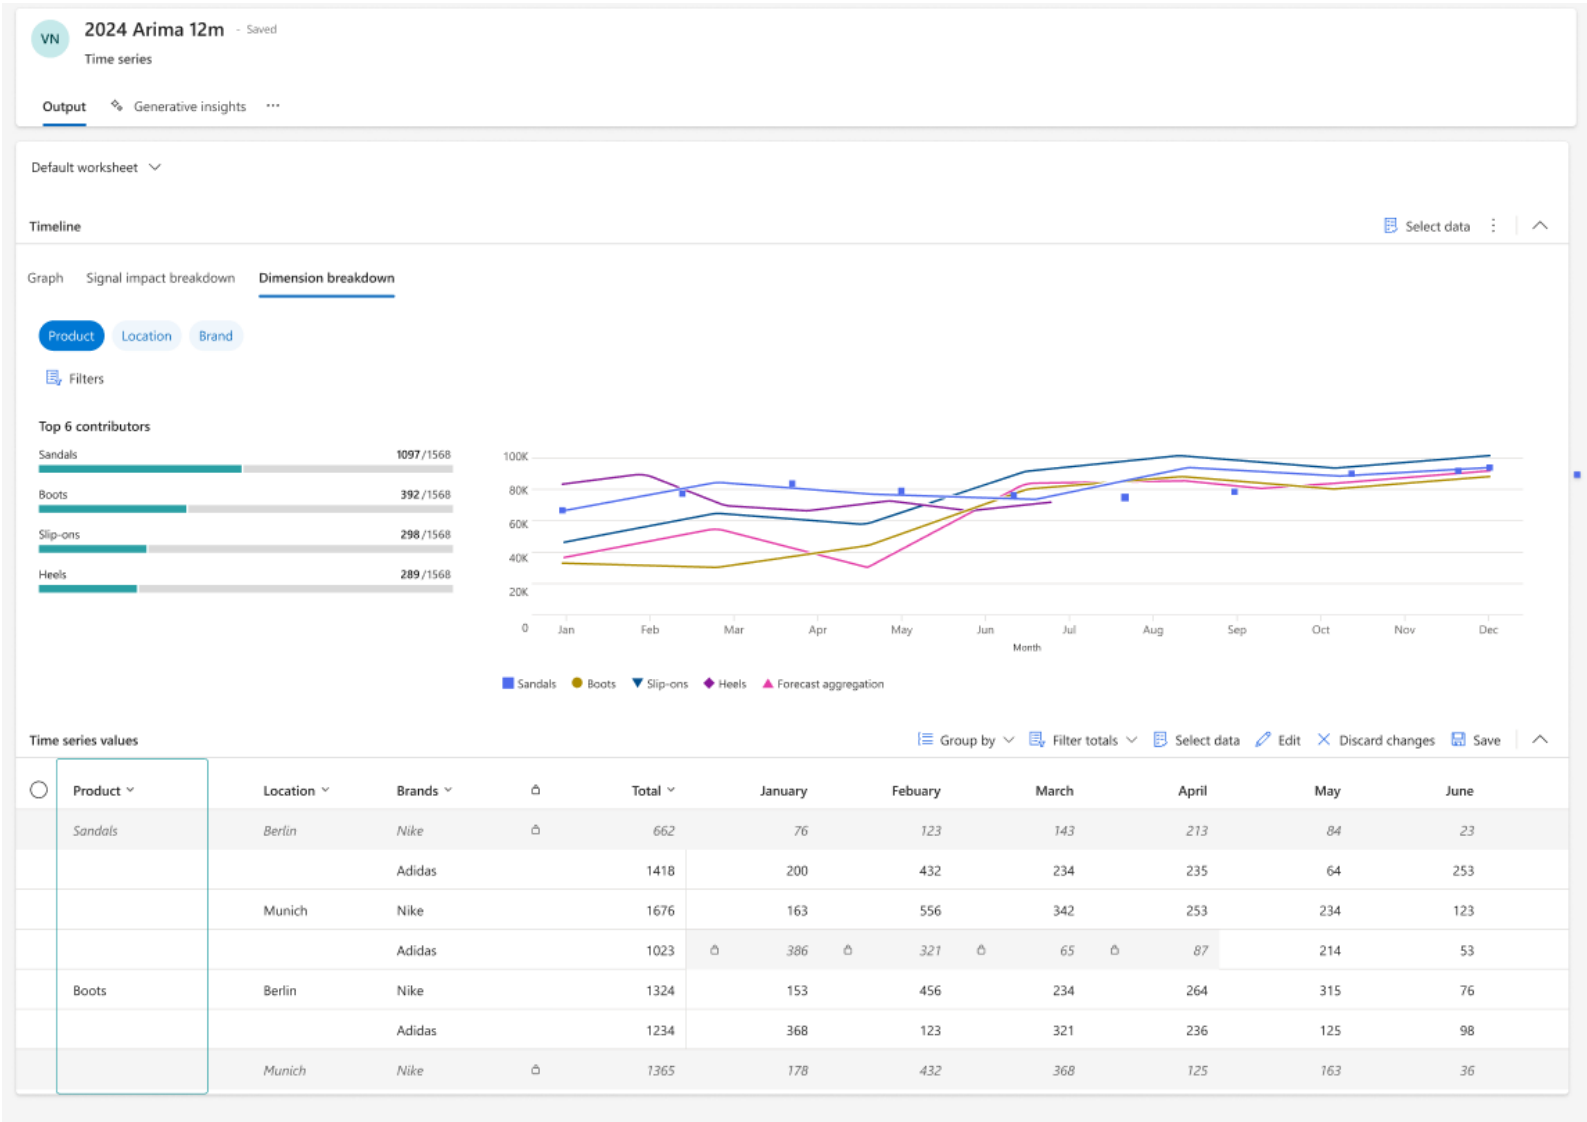 VN
2024 Arima 12m - Saved
Time series
Output Generative insights ...
Default worksheet
Timeline Select data
Graph Signal impact breakdown Dimension breakdown
Product Location Brand
Filters
Top 6 contributors
Sandals 1097/1568
Boots 392/1568
Slip-ons 298/1568
Heels 289/1568
100K
80K
60K
40K
20K
0 Jan Feb Mar Apr May Jun Jul Aug Sep Oct Nov Dec
Month
Sandals Boots Slip-ons Heels Forecast aggregation
Time series values Group by Filter totals Select data Edit Discard changes Save
Product Location Brands Total January Febuary March April May June
Sandals Berlin Nike 662 76 123 143 213 84 23
Adidas 1418 200 432 234 235 64 253
Munich Nike 1676 163 556 342 253 234 123
Adidas 1023 386 321 65 87 214 53
Boots Berlin Nike 1324 153 456 234 264 315 76
Adidas 1234 368 123 321 236 125 98
Munich Nike 1365 178 432 368 125 163 36